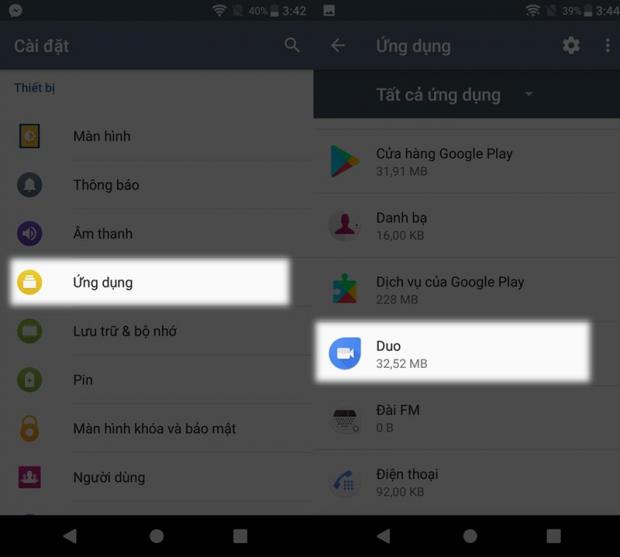 40% 3:42
Cài đặt
Thiết bị
Màn hình
Thông báo
Âm thanh
Ứng dụng
Lưu trữ & bộ nhớ
Pin
Màn hình khóa và bảo mật
Người dùng
39% 3:44
Ứng dụng
Tất cả ứng dụng
Cửa hàng Google Play
31,91 MB
Danh bạ
16,00 KB
Dịch vụ của Google Play
228 MB
Duo
32,52 MB
Đài FM
0 B
Điện thoại
92,00 KB